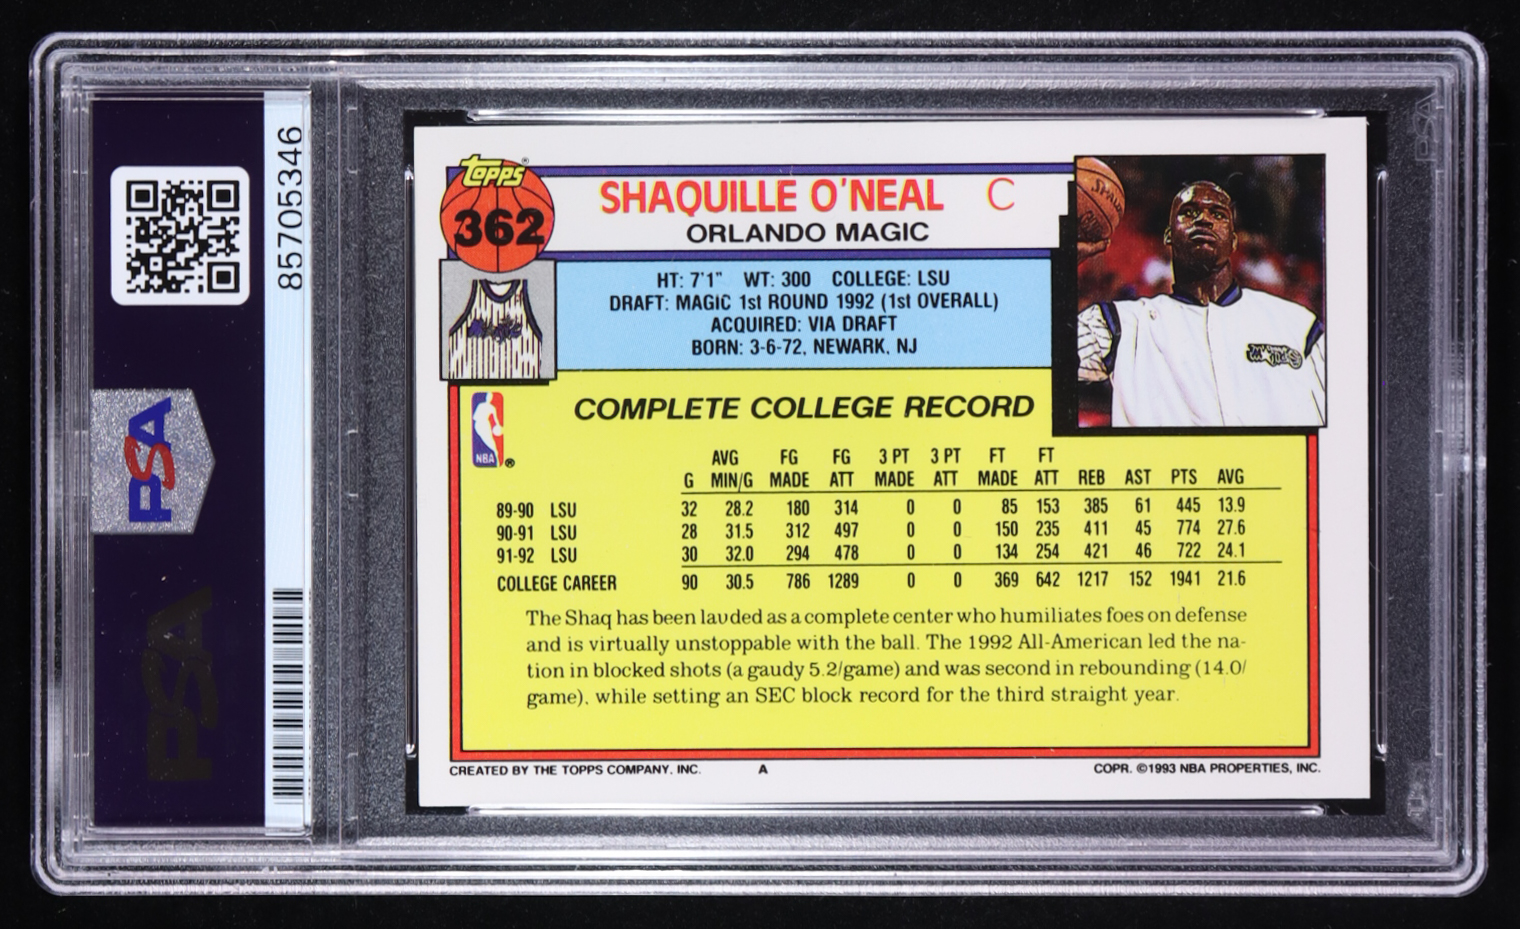 85705346
PSA
PSA
PSA
TOPPS ®
362
SHAQUILLE O'NEAL C
ORLANDO MAGIC
SPALDING
Magic
Magic
HT: 7'1" WT: 300 COLLEGE: LSU
DRAFT: MAGIC 1st ROUND 1992 (1st OVERALL)
ACQUIRED: VIA DRAFT
BORN: 3-6-72, NEWARK, NJ
NBA ®
COMPLETE COLLEGE RECORD
AVG FG FG 3 PT 3 PT FT FT
G MIN/G MADE ATT MADE ATT MADE ATT REB AST PTS AVG
89-90 LSU 32 28.2 180 314 0 0 85 153 385 61 445 13.9
90-91 LSU 28 31.5 312 497 0 0 150 235 411 45 774 27.6
91-92 LSU 30 32.0 294 478 0 0 134 254 421 46 722 24.1
COLLEGE CAREER 90 30.5 786 1289 0 0 369 642 1217 152 1941 21.6
The Shaq has been lauded as a complete center who humiliates foes on defense
and is virtually unstoppable with the ball. The 1992 All-American led the na-
tion in blocked shots (a gaudy 5.2/game) and was second in rebounding (14.0/
game), while setting an SEC block record for the third straight year.
CREATED BY THE TOPPS COMPANY, INC. A COPR. ©1993 NBA PROPERTIES, INC.